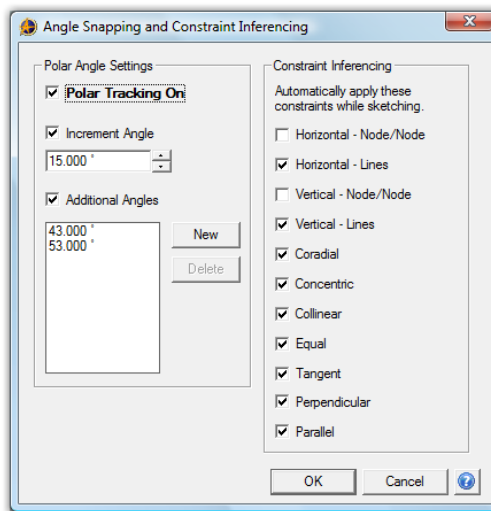 Angle Snapping and Constraint Inferencing
Polar Angle Settings
Polar Tracking On
Increment Angle
15.000 °
Additional Angles
43.000 °
53.000 °
New
Delete
Constraint Inferencing
Automatically apply these
constraints while sketching.
Horizontal - Node/Node
Horizontal - Lines
Vertical - Node/Node
Vertical - Lines
Coradial
Concentric
Collinear
Equal
Tangent
Perpendicular
Parallel
OK
Cancel
?